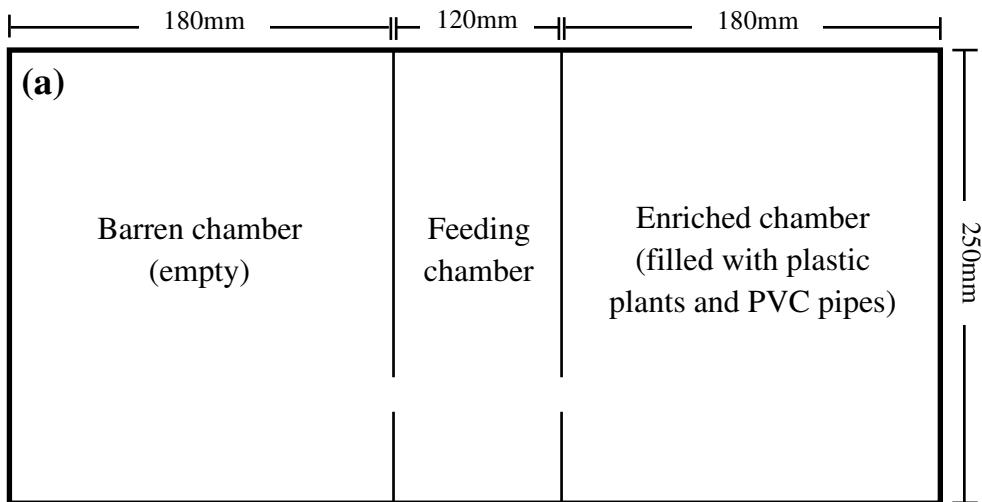 180mm
120mm
180mm
(a)
Barren chamber
(empty)
Feeding
chamber
Enriched chamber
(filled with plastic
plants and PVC pipes)
250mm